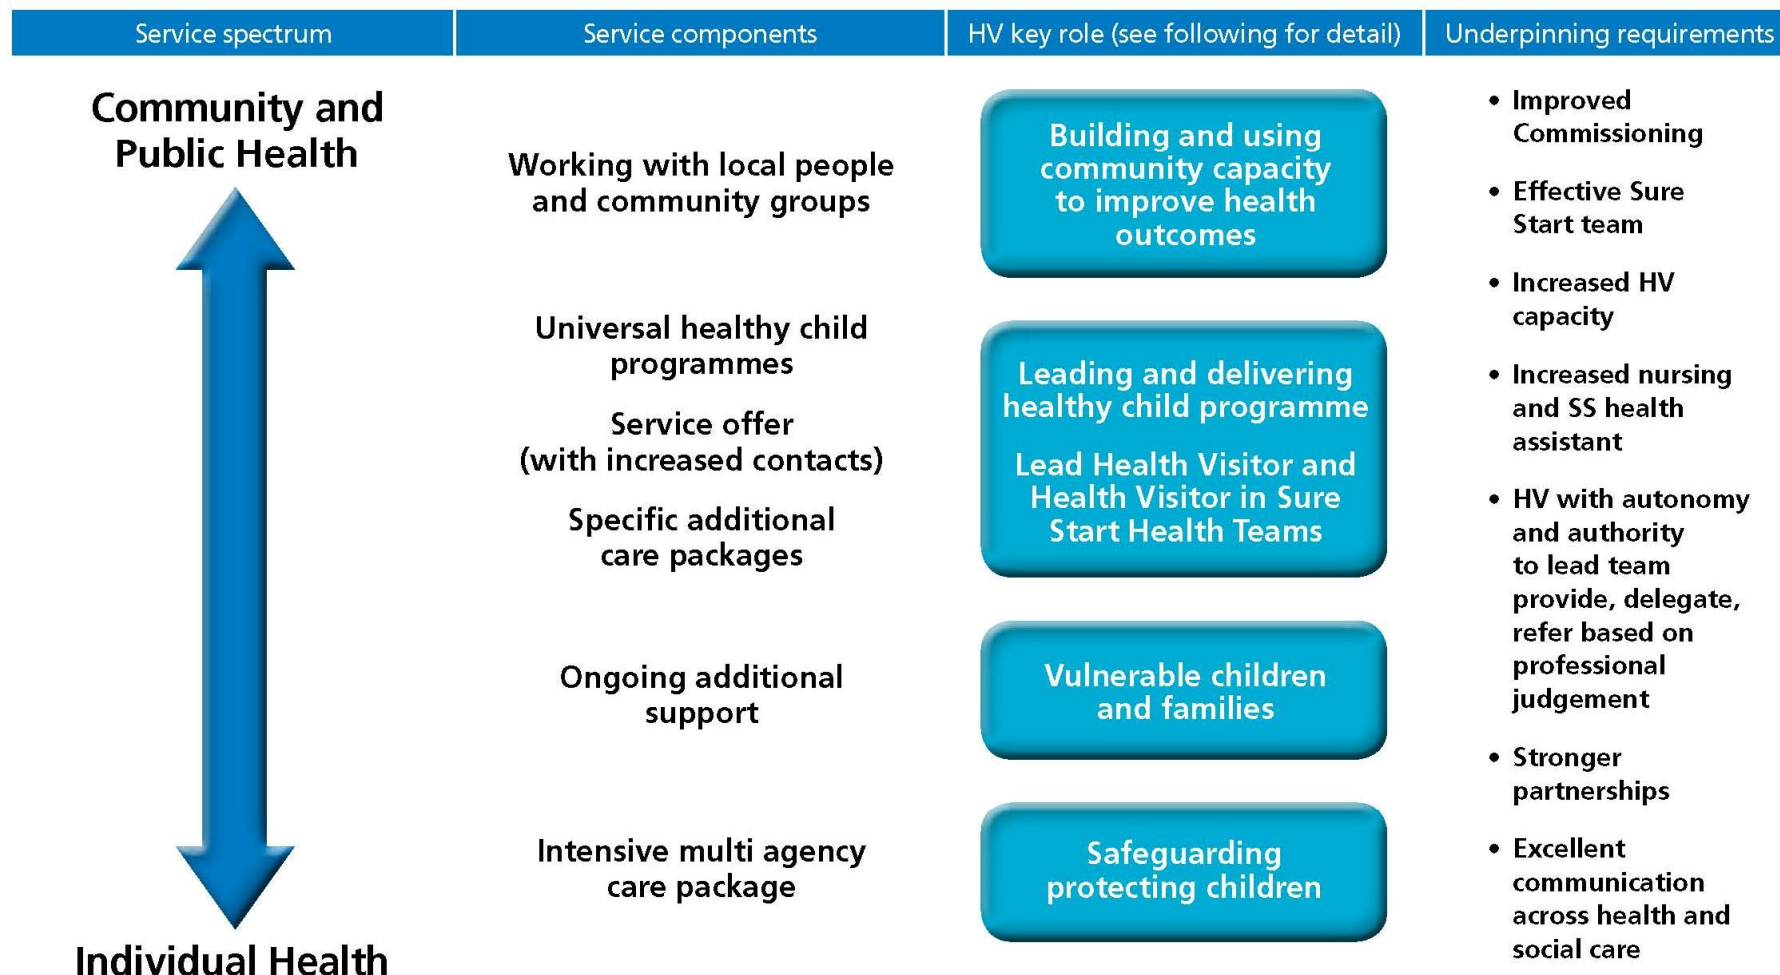 Service spectrum
Service components
HV key role (see following for detail)
Underpinning requirements
Community and
Public Health
Individual Health
Working with local people
and community groups
Universal healthy child
programmes
Service offer
(with increased contacts)
Specific additional
care packages
Ongoing additional
support
Intensive multi agency
care package
Building and using
community capacity
to improve health
outcomes
Leading and delivering
healthy child programme
Lead Health Visitor and
Health Visitor in Sure
Start Health Teams
Vulnerable children
and families
Safeguarding
protecting children
• Improved
Commissioning
• Effective Sure
Start team
• Increased HV
capacity
• Increased nursing
and SS health
assistant
• HV with autonomy
and authority
to lead team
provide, delegate,
refer based on
professional
judgement
• Stronger
partnerships
• Excellent
communication
across health and
social care